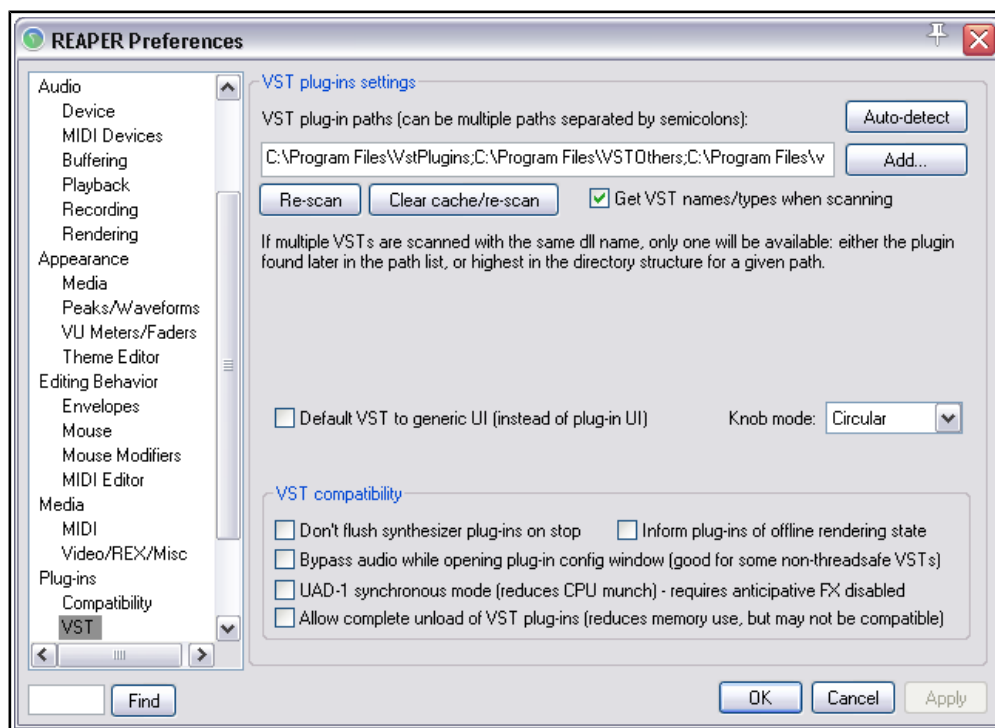 REAPER Preferences
Audio
Device
MIDI Devices
Buffering
Playback
Recording
Rendering
Appearance
Media
Peaks/Waveforms
VU Meters/Faders
Theme Editor
Editing Behavior
Envelopes
Mouse
Mouse Modifiers
MIDI Editor
Media
MIDI
Video/REX/Misc
Plug-ins
Compatibility
VST
Find
VST plug-ins settings
VST plug-in paths (can be multiple paths separated by semicolons):
Auto-detect
C:\Program Files\VstPlugins;C:\Program Files\VSTOthers;C:\Program Files\v
Add...
Re-scan
Clear cache/re-scan
Get VST names/types when scanning
If multiple VSTs are scanned with the same dll name, only one will be available: either the plugin
found later in the path list, or highest in the directory structure for a given path.
Default VST to generic UI (instead of plug-in UI)
Knob mode:
Circular
VST compatibility
Don't flush synthesizer plug-ins on stop
Inform plug-ins of offline rendering state
Bypass audio while opening plug-in config window (good for some non-threadsafe VSTs)
UAD-1 synchronous mode (reduces CPU munch) - requires anticipative FX disabled
Allow complete unload of VST plug-ins (reduces memory use, but may not be compatible)
OK
Cancel
Apply